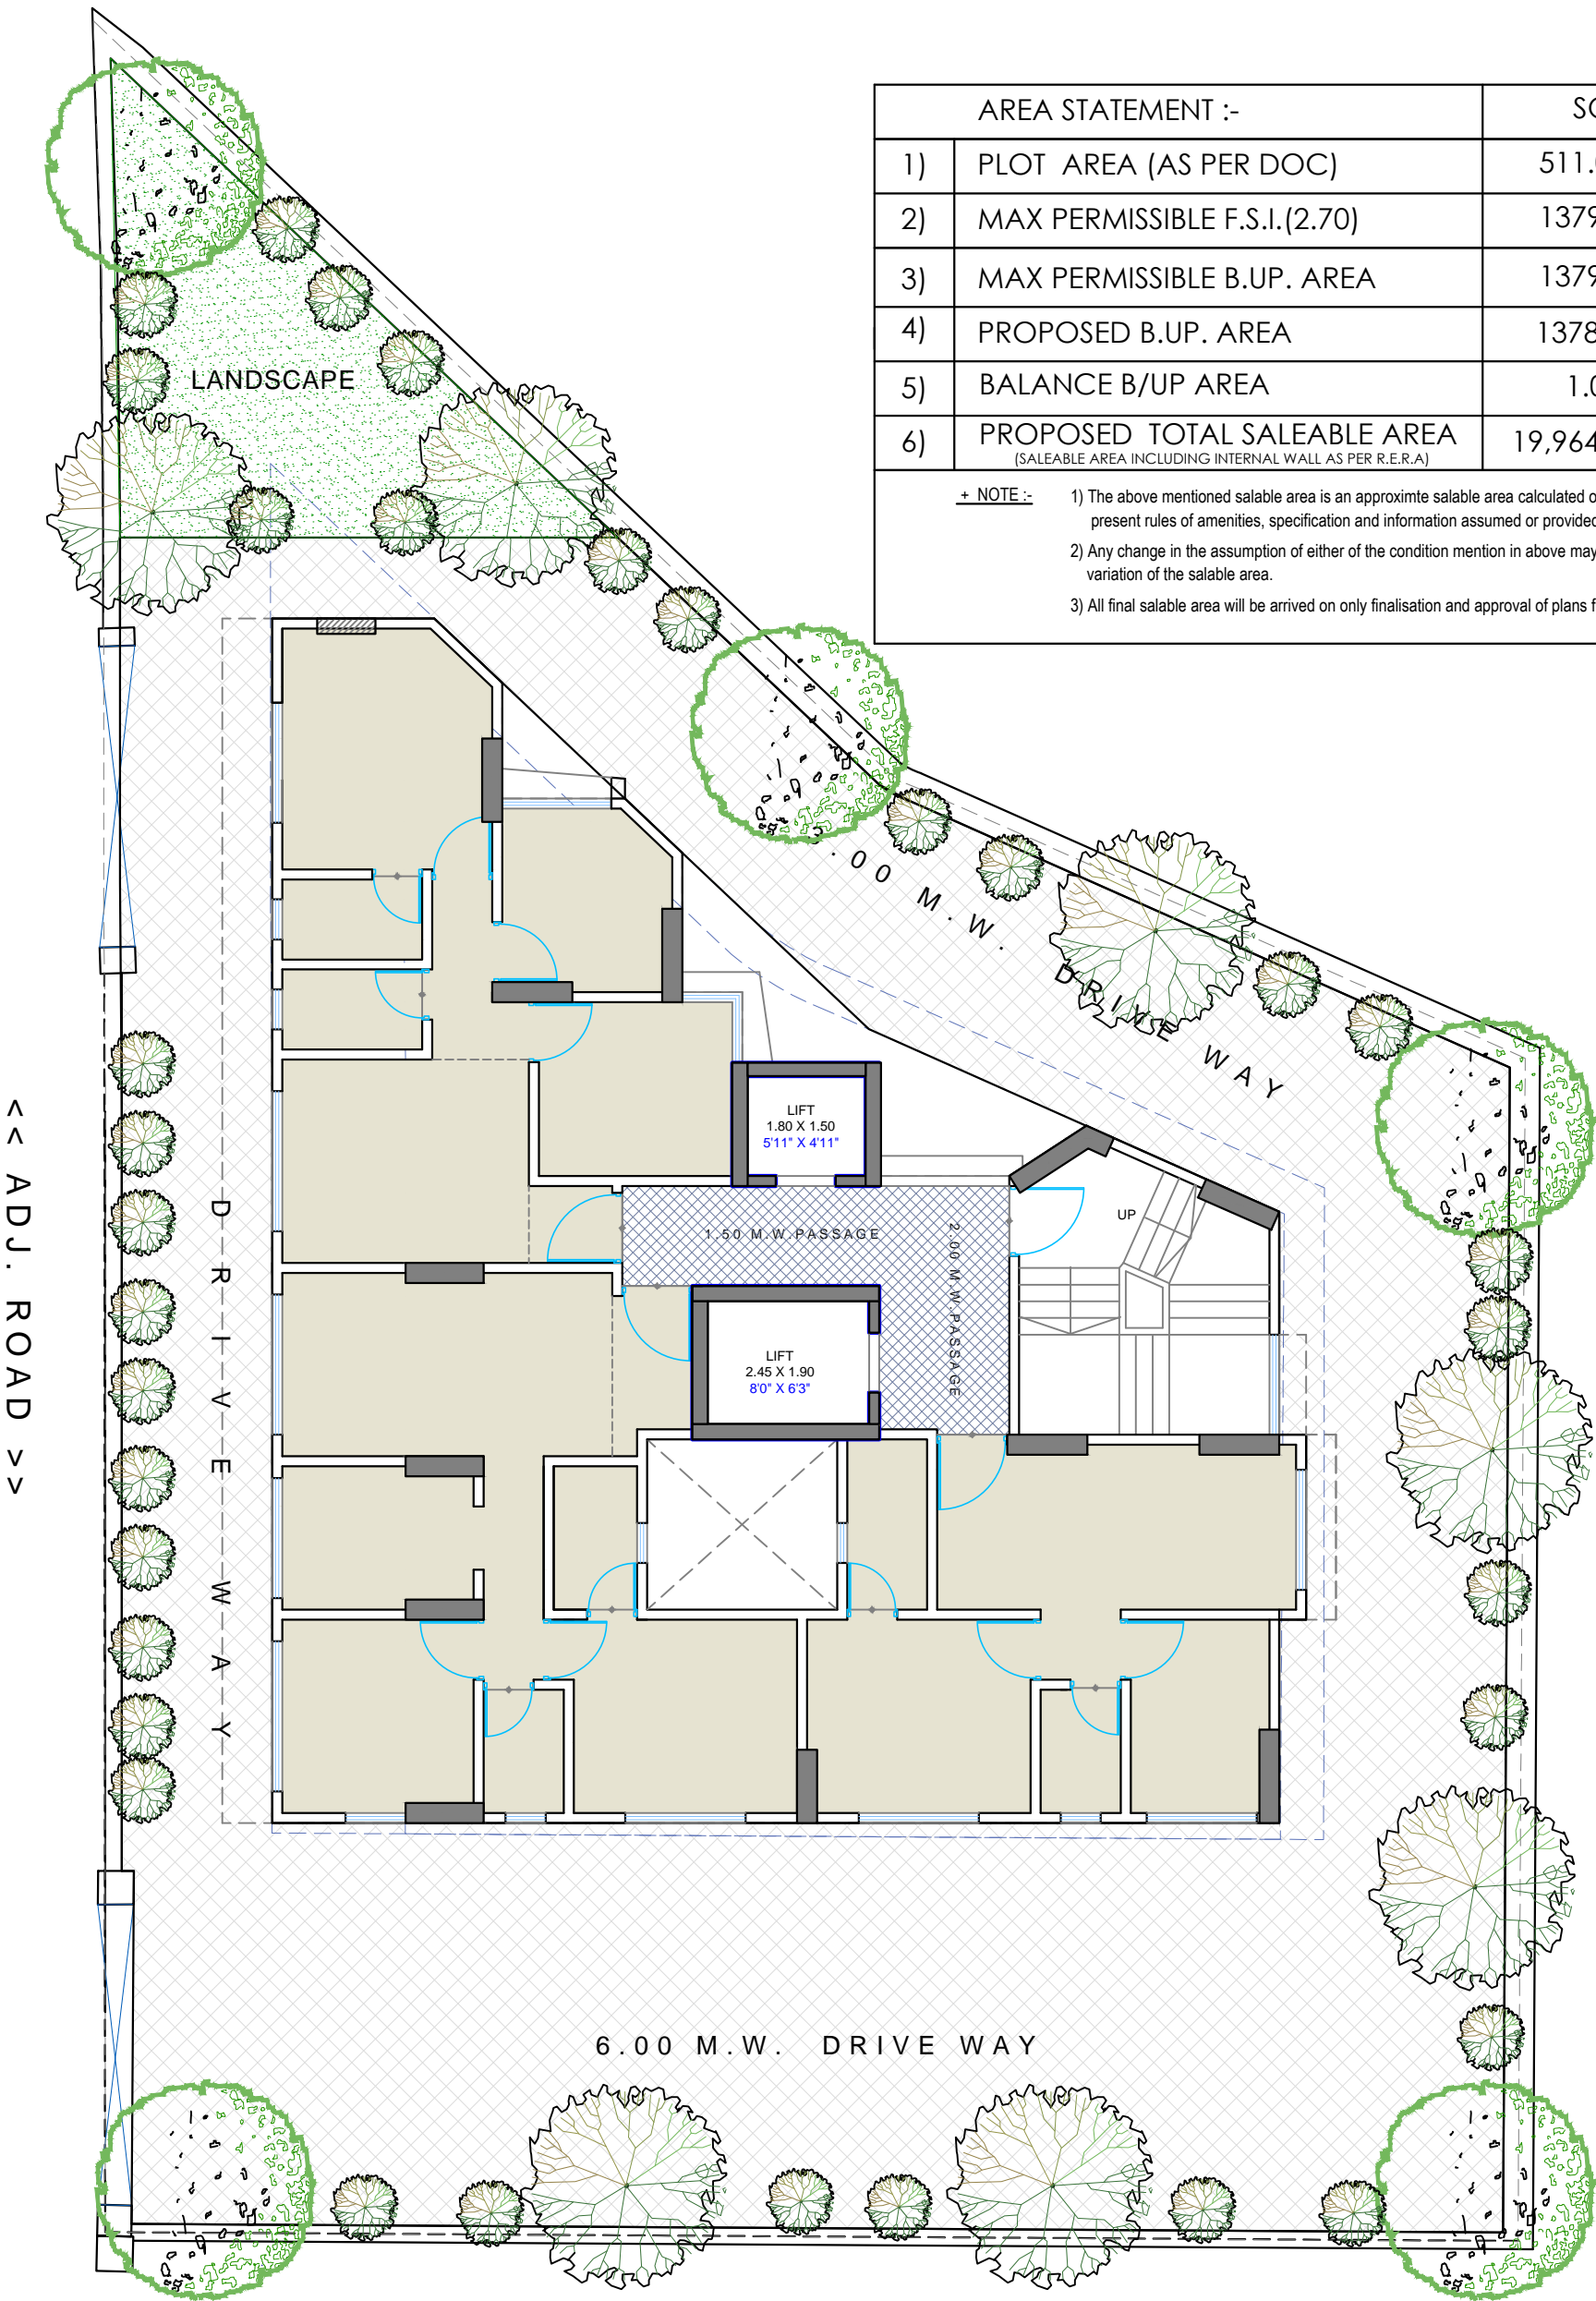 AREA STATEMENT :-
1) PLOT AREA (AS PER DOC) 511.
2) MAX PERMISSIBLE F.S.I.(2.70) 1379
3) MAX PERMISSIBLE B.UP. AREA 1379
4) PROPOSED B.UP. AREA 1378
5) BALANCE B/UP AREA 1.
6) PROPOSED TOTAL SALEABLE AREA 19,964
(SALEABLE AREA INCLUDING INTERNAL WALL AS PER R.E.R.A)
+ NOTE :- 1) The above mentioned salable area is an approximte salable area calculated
present rules of amenities, specification and information assumed or provided
2) Any change in the assumption of either of the condition mention in above may
variation of the salable area.
3) All final salable area will be arrived on only finalisation and approval of plans
LANDSCAPE
.00 M.W. DRIVE WAY
LIFT
1.80 X 1.50
5'11" X 4'11"
UP
1.50 M.W.PASSAGE
2.00 M.W.PASSAGE
LIFT
2.45 X 1.90
8'0" X 6'3"
DRIVE WAY
<< ADJ. ROAD >>
6.00 M.W. DRIVE WAY